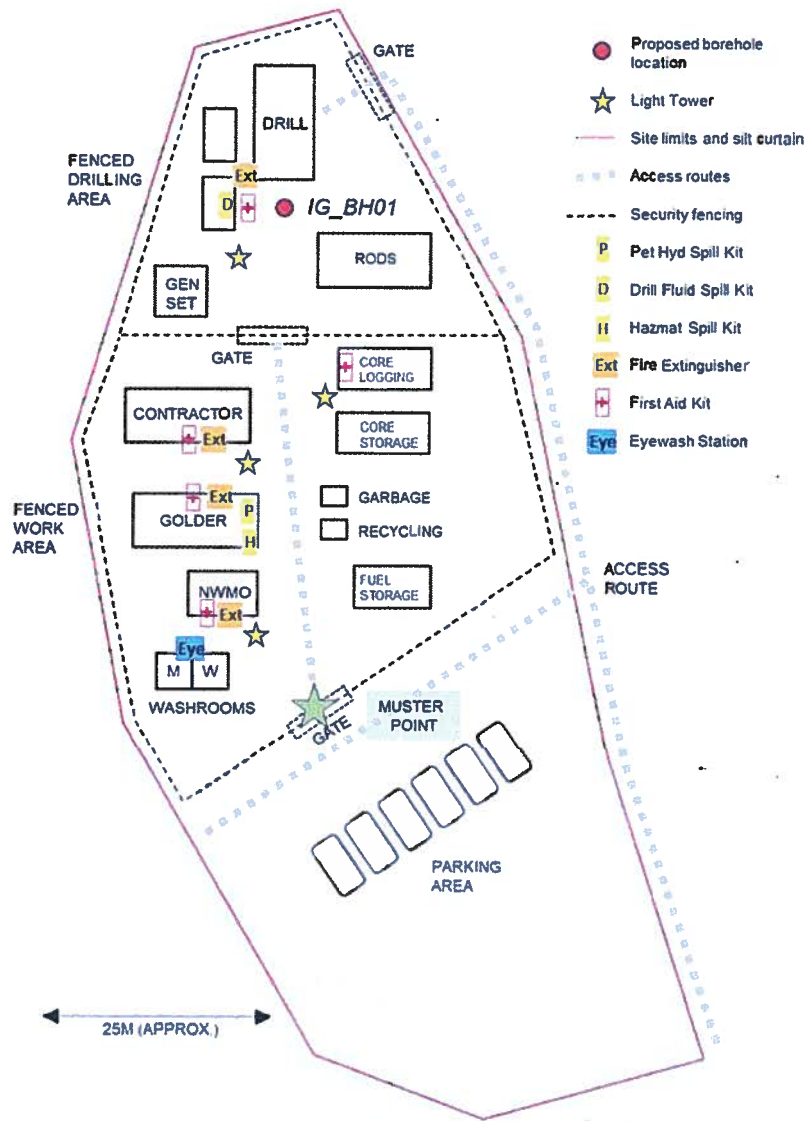 GATE
DRILL
FENCED
DRILLING
AREA
Ext
D
IG_BH01
RODS
GEN
SET
GATE
CORE
LOGGING
CONTRACTOR
Ext
CORE
STORAGE
Ext
GOLDER
P
H
GARBAGE
RECYCLING
FENCED
WORK
AREA
NWMO
Ext
FUEL
STORAGE
ACCESS
ROUTE
Eye
M
W
WASHROOMS
MUSTER
POINT
GATE
PARKING
AREA
25M (APPROX.)
Proposed borehole
location
Light Tower
Site limits and silt curtain
Access routes
Security fencing
P Pet Hyd Spill Kit
D Drill Fluid Spill Kit
H Hazmat Spill Kit
Ext Fire Extinguisher
First Aid Kit
Eye Eyewash Station